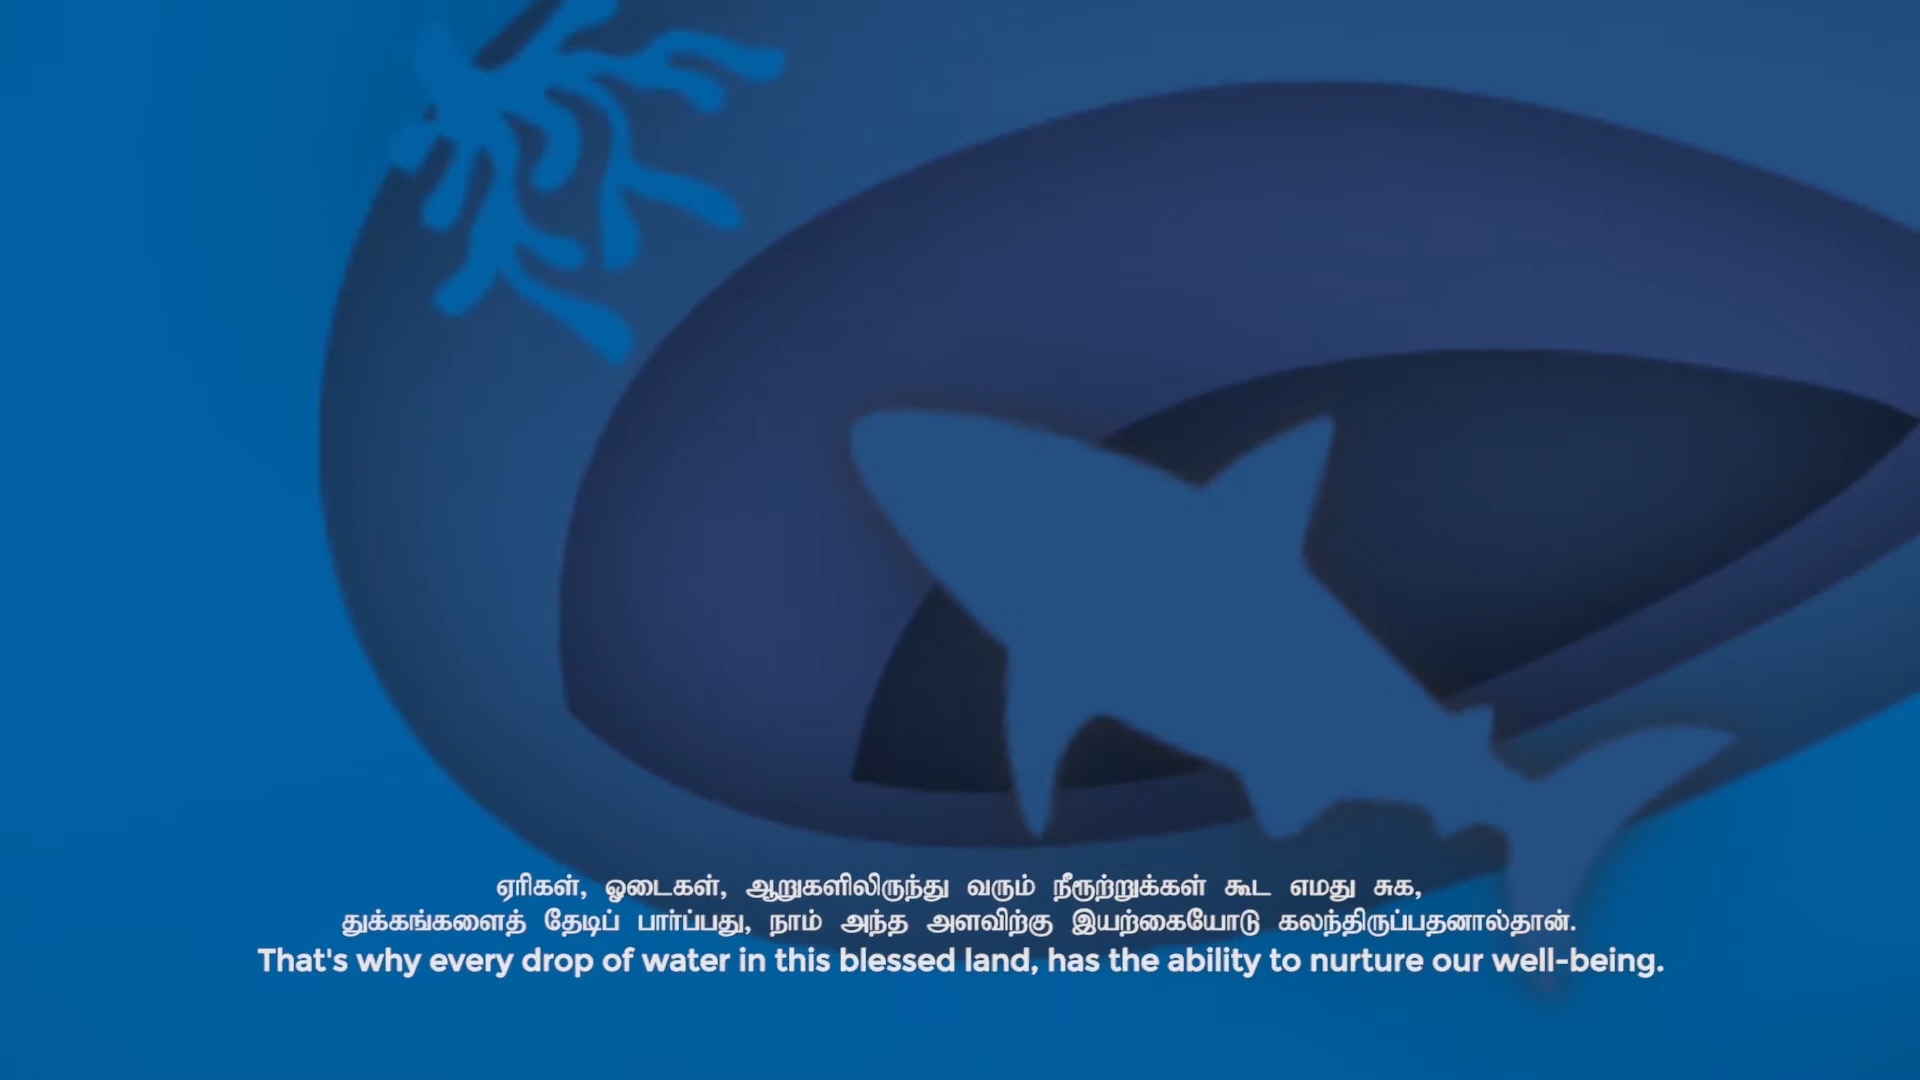 ஏரிகள், ஓடைகள், ஆறுகளிலிருந்து வரும் நீரூற்றுக்கள் கூட எமது சுக,
துக்கங்களைத் தேடிப் பார்ப்பது, நாம் அந்த அளவிற்கு இயற்கையோடு கலந்திருப்பதனால்தான்.
That's why every drop of water in this blessed land, has the ability to nurture our well-being.